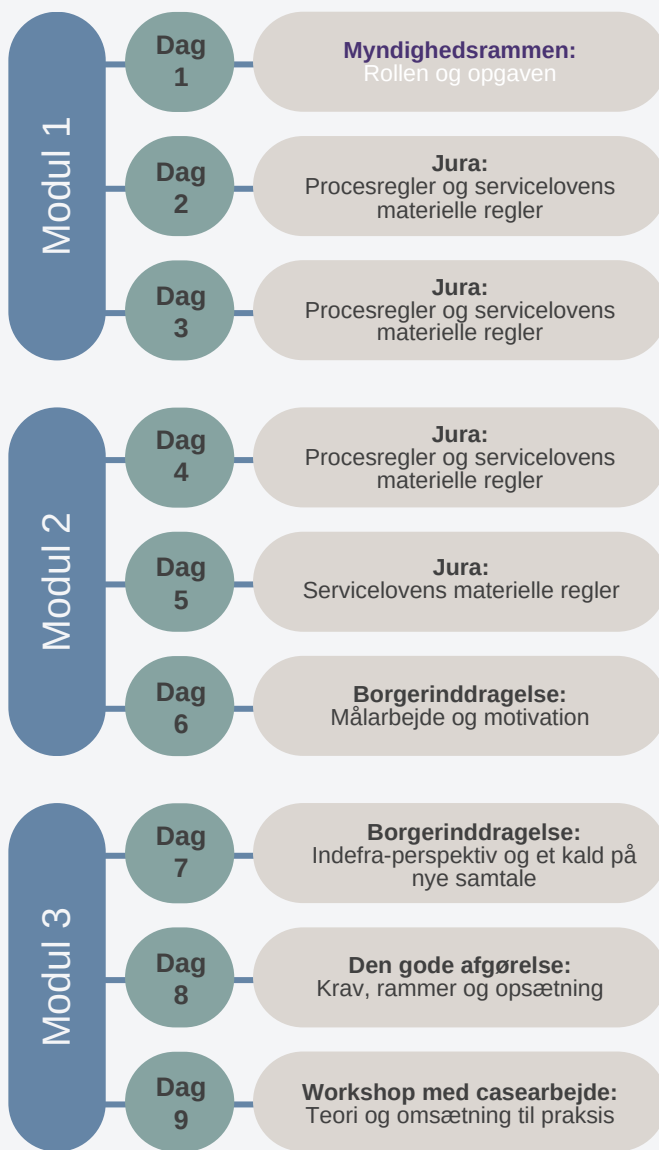 Modul 1
Dag
1
Myndighedsrammen:
Rollen og opgaven
Dag
2
Jura:
Procesregler og servicelovens
materielle regler
Dag
3
Jura:
Procesregler og servicelovens
materielle regler
Modul 2
Dag
4
Jura:
Procesregler og servicelovens
materielle regler
Dag
5
Jura:
Servicelovens materielle regler
Dag
6
Borgerinddragelse:
Målarbejde og motivation
Modul 3
Dag
7
Borgerinddragelse:
Indefra-perspektiv og et kald på
nye samtale
Dag
8
Den gode afgørelse:
Krav, rammer og opsætning
Dag
9
Workshop med casearbejde:
Teori og omsætning til praksis